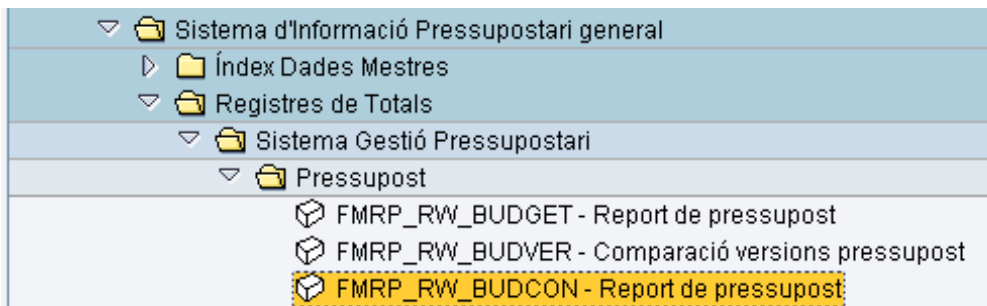 Sistema d'Informació Pressupostari general
Índex Dades Mestres
Registres de Totals
Sistema Gestió Pressupostari
Pressupost
FMRP_RW_BUDGET - Report de pressupost
FMRP_RW_BUDVER - Comparació versions pressupost
FMRP_RW_BUDCON - Report de pressupost